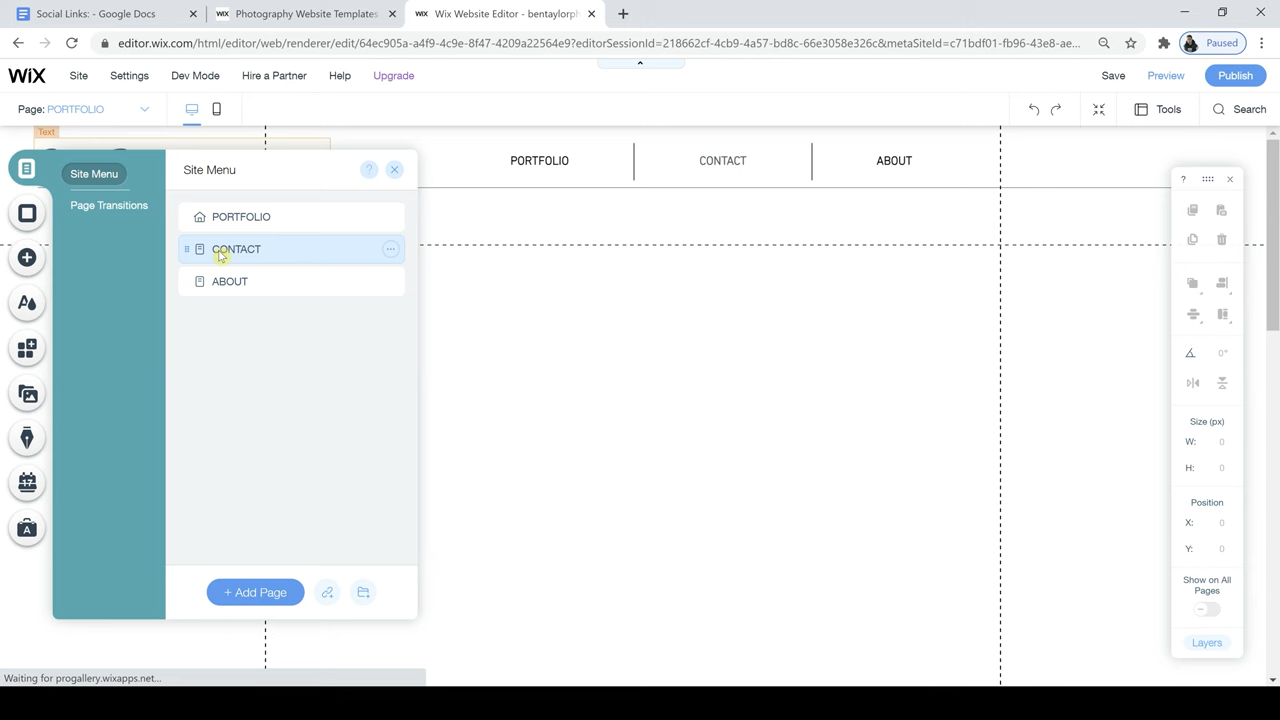 Social Links: - Google Docs
WIX Photography Website Templates
WIX Wix Website Editor - bentaylorph
editor.wix.com/html/editor/web/renderer/edit/64ec905a-a4f9-4c9e-8f47-4209a22564e9?editorSessionId=218662cf-4cb9-4a57-bd8c-66e3058e326c&metaSiteId=c71bdf01-fb96-43e8-ae...
Paused
WiX Site Settings Dev Mode Hire a Partner Help Upgrade Save Preview Publish
Page: PORTFOLIO Tools Search
Text
PORTFOLIO CONTACT ABOUT
Site Menu
Page Transitions
Site Menu ?
PORTFOLIO
CONTACT
ABOUT
+ Add Page
17
A
?
0°
Size (px)
W: 0
H: 0
Position
X: 0
Y: 0
Show on All
Pages
Layers
Waiting for progallery.wixapps.net...